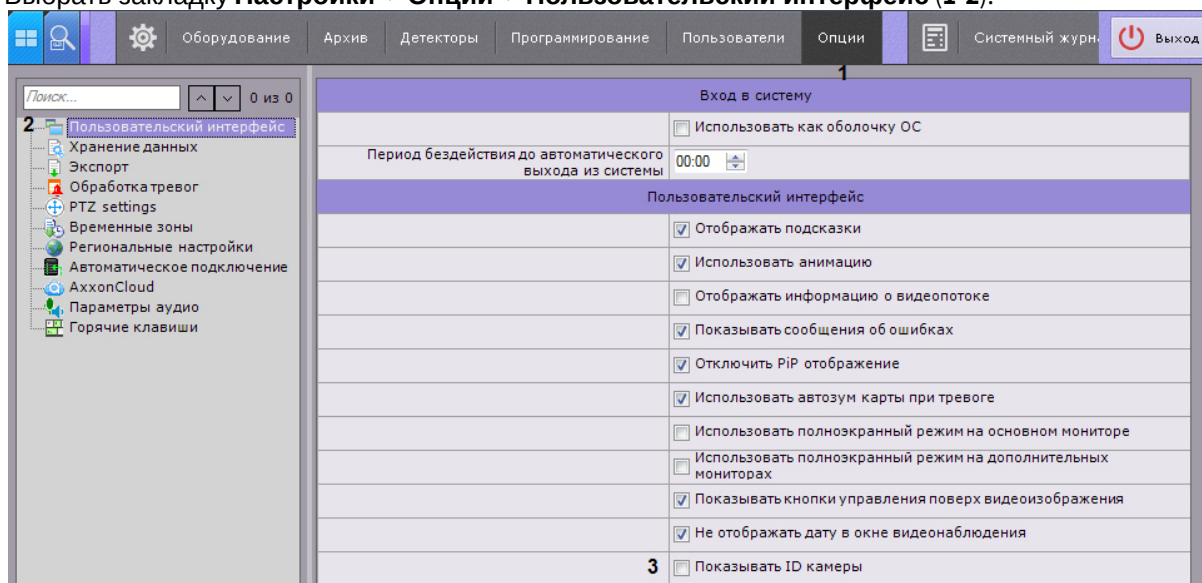 Выбрать закладку Настройки Опции Пользовательский интерфейс (1-2).
Оборудование Архив Детекторы Программирование Пользователи Опции Системный журн Выход
1
Поиск... 0 из 0
2 Пользовательский интерфейс
Хранение данных
Экспорт
Обработка тревог
PTZ settings
Временные зоны
Региональные настройки
Автоматическое подключение
AxxonCloud
Параметры аудио
Горячие клавиши
Вход в систему
Использовать как оболочку ОС
Период бездействия до автоматического
выхода из системы
00:00
Пользовательский интерфейс
Отображать подсказки
Использовать анимацию
Отображать информацию о видеопотоке
Показывать сообщения об ошибках
Отключить PiP отображение
Использовать автозум карты при тревоге
Использовать полноэкранный режим на основном мониторе
Использовать полноэкранный режим на дополнительных
мониторах
Показывать кнопки управления поверх видеоизображения
Не отображать дату в окне видеонаблюдения
3 Показывать ID камеры